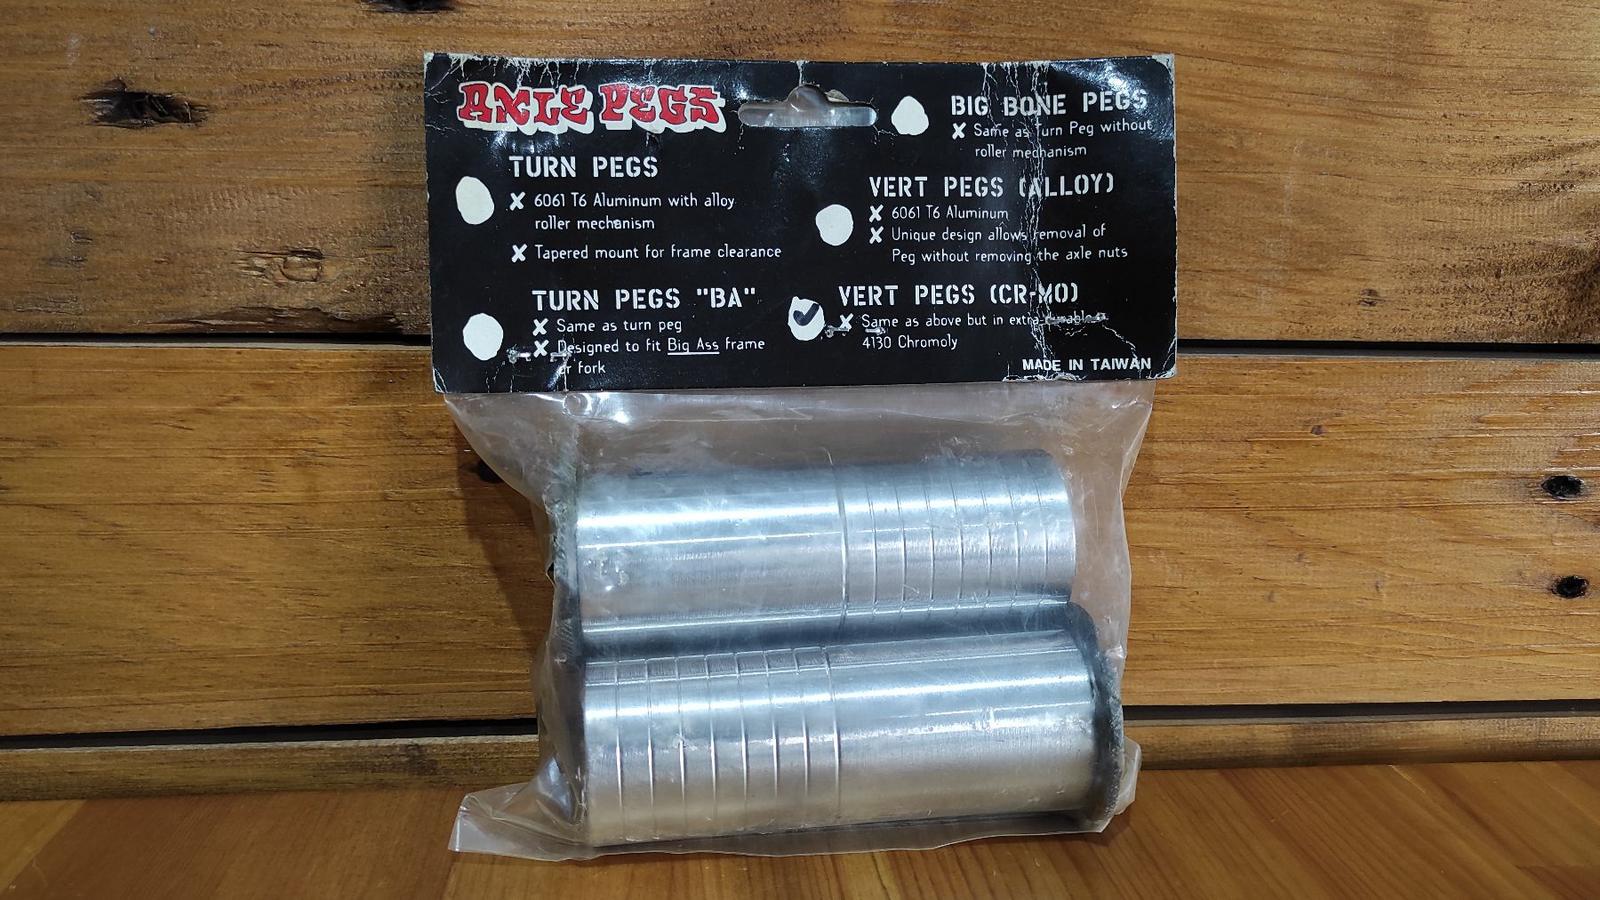 AXLE PEGS
TURN PEGS
6061 T6 Aluminum with alloy
roller mechanism
Tapered mount for frame clearance
TURN PEGS "BA"
Same as turn peg
Designed to fit Big Ass frame
or fork
BIG BONE PEGS
Same as Turn Peg without
roller mechanism
VERT PEGS (ALLOY)
6061 T6 Aluminum
Unique design allows removal of
Peg without removing the axle nuts
VERT PEGS (CR-MO)
Same as above but in extra-durable
4130 Chromoly
MADE IN TAIWAN